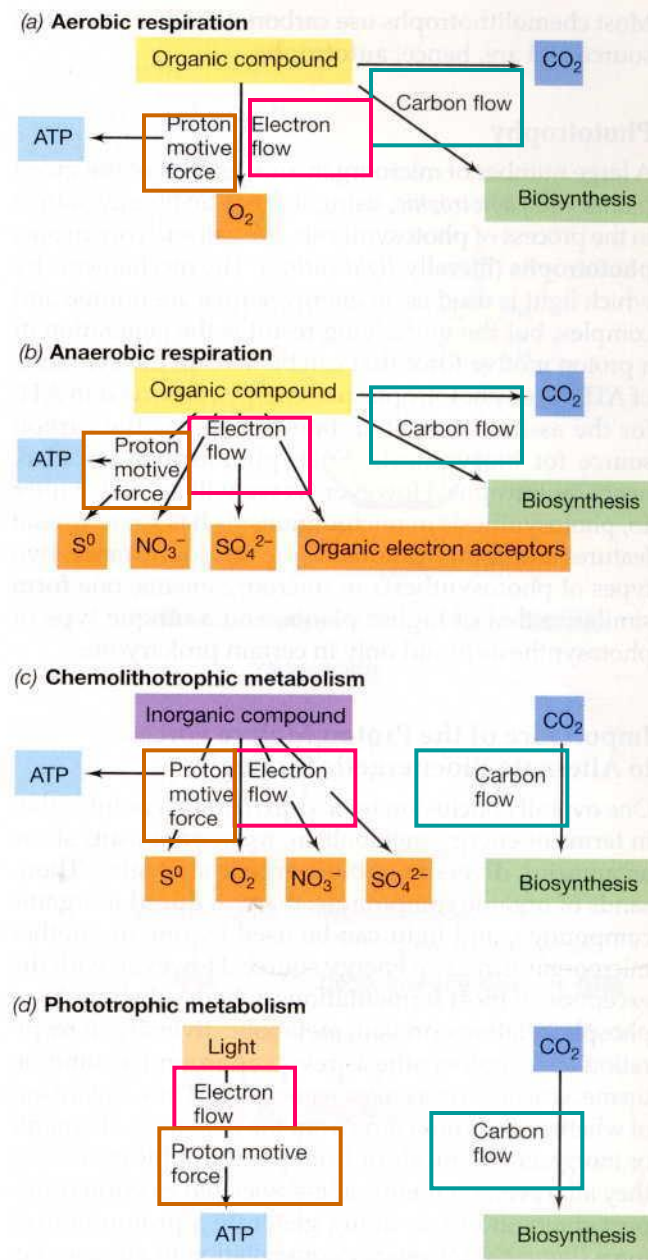 (a) Aerobic respiration
Organic compound
CO₂
Carbon flow
ATP
Proton
motive
force
Electron
flow
O₂
Biosynthesis
(b) Anaerobic respiration
Organic compound
CO₂
Carbon flow
ATP
Proton
motive
force
Electron
flow
Biosynthesis
S⁰
NO₃⁻
SO₄²⁻
Organic electron acceptors
(c) Chemolithotrophic metabolism
Inorganic compound
CO₂
ATP
Proton
motive
force
Electron
flow
Carbon
flow
S⁰
O₂
NO₃
SO₄²⁻
Biosynthesis
(d) Phototrophic metabolism
Light
CO₂
Electron
flow
Carbon
flow
Proton motive
force
ATP
Biosynthesis